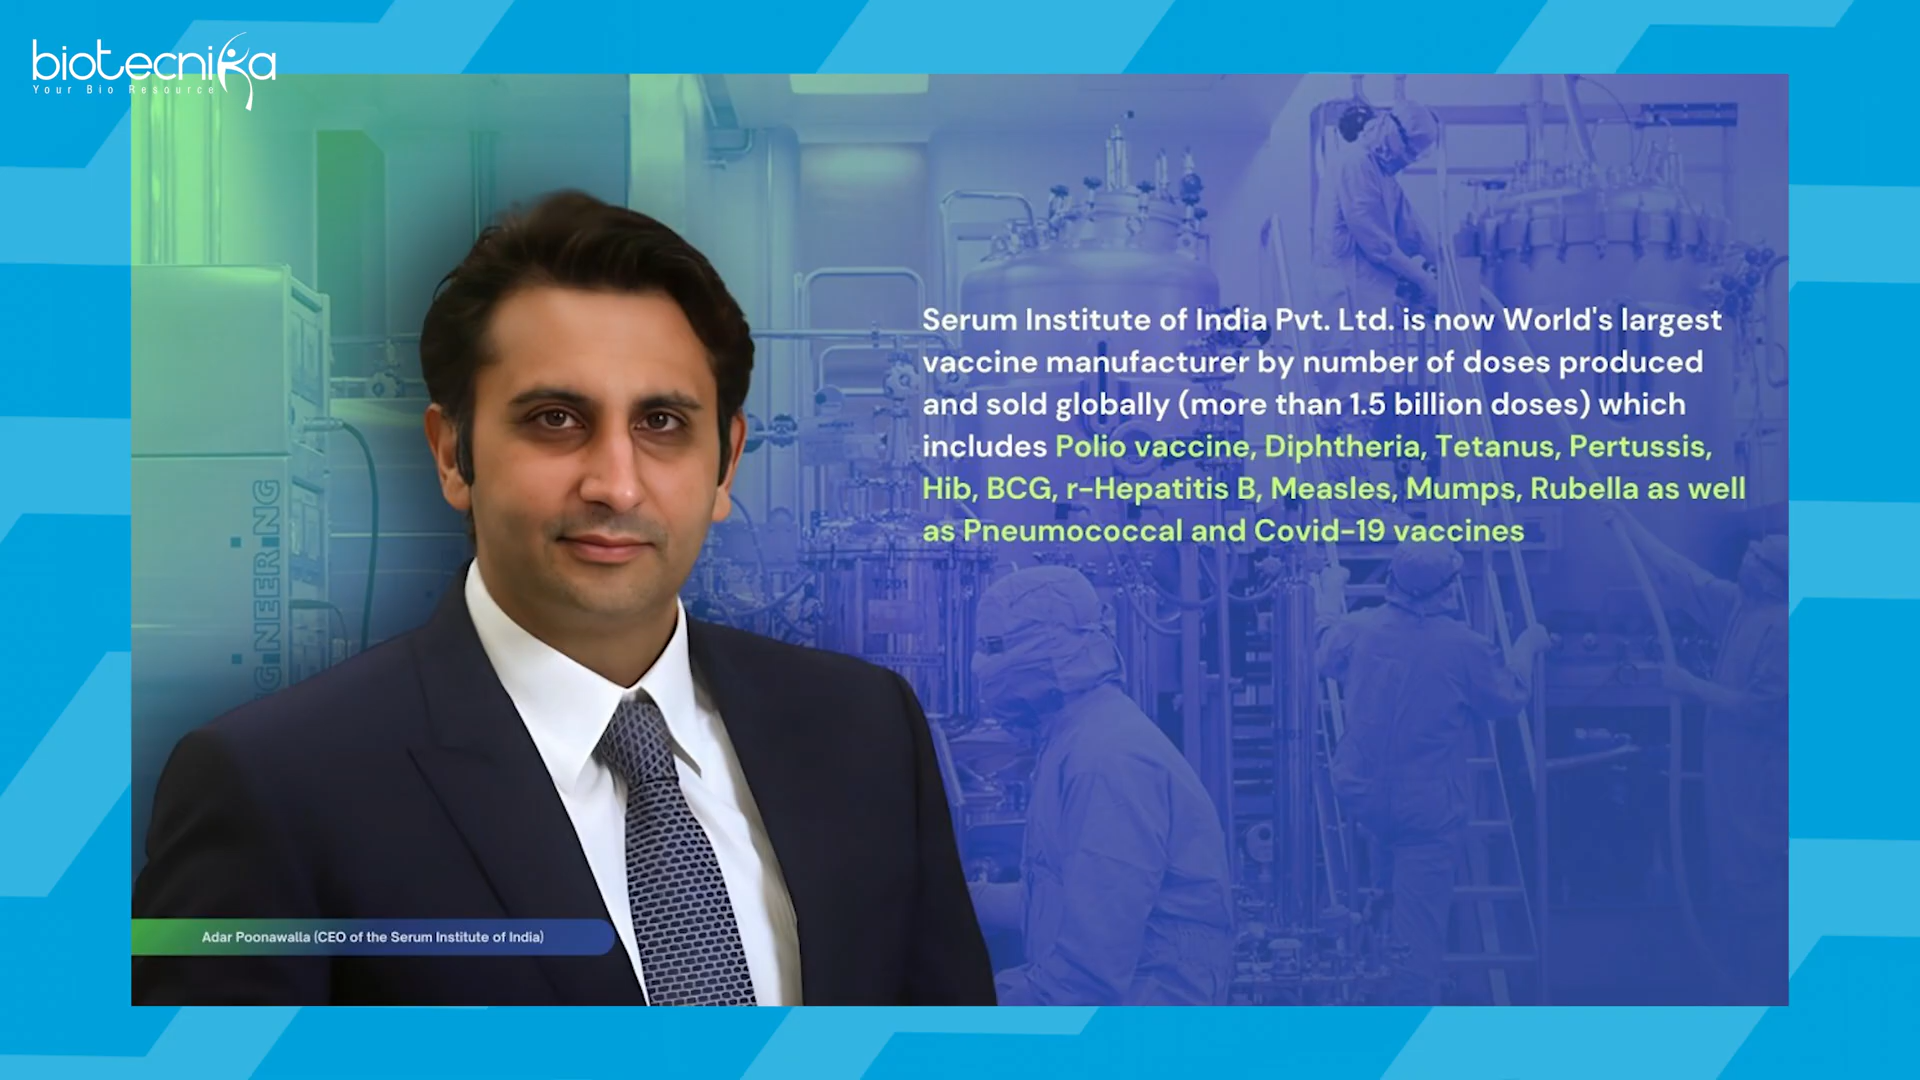 biotecnika
Your Bio Resource
Serum Institute of India Pvt. Ltd. is now World's largest
vaccine manufacturer by number of doses produced
and sold globally (more than 1.5 billion doses) which
includes Polio vaccine, Diphtheria, Tetanus, Pertussis,
Hib, BCG, r-Hepatitis B, Measles, Mumps, Rubella as well
as Pneumococcal and Covid-19 vaccines
Adar Poonawalla (CEO of the Serum Institute of India)